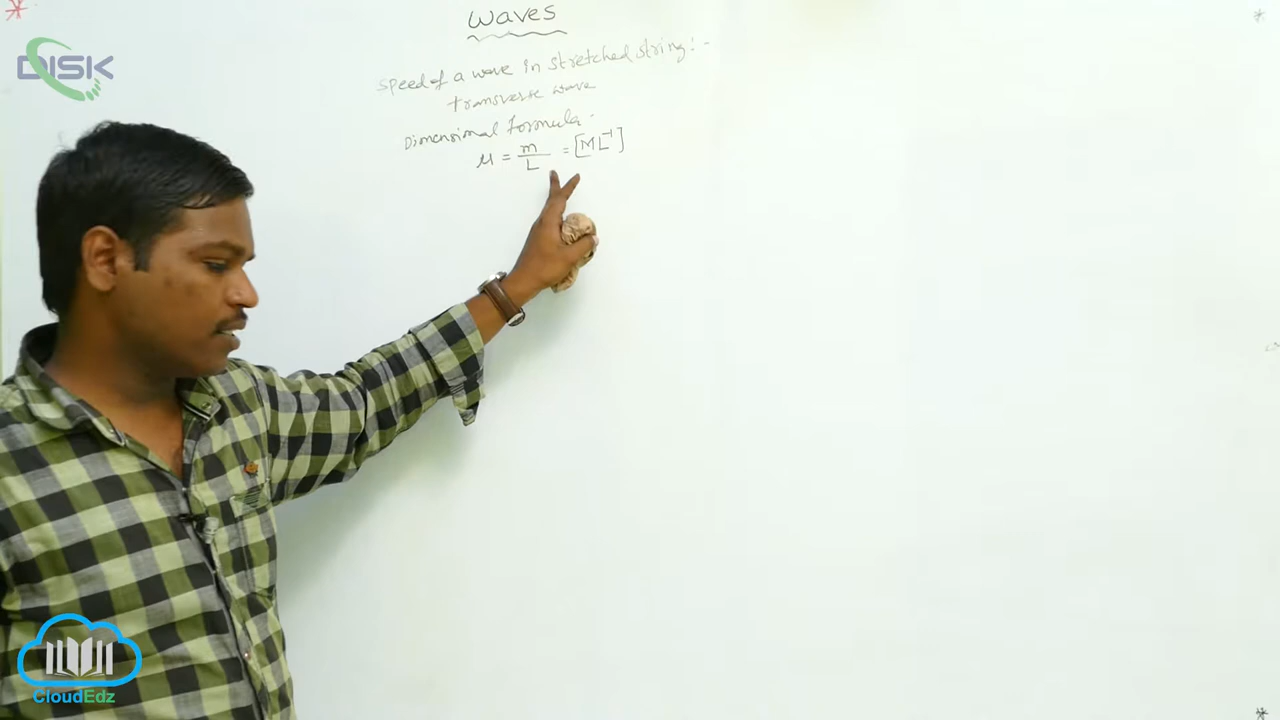 waves
DISK
speed of a wave in stretched string:-
transverse wave
Dimensional formula-
μ = m/L = [ML⁻¹]
CloudEdz